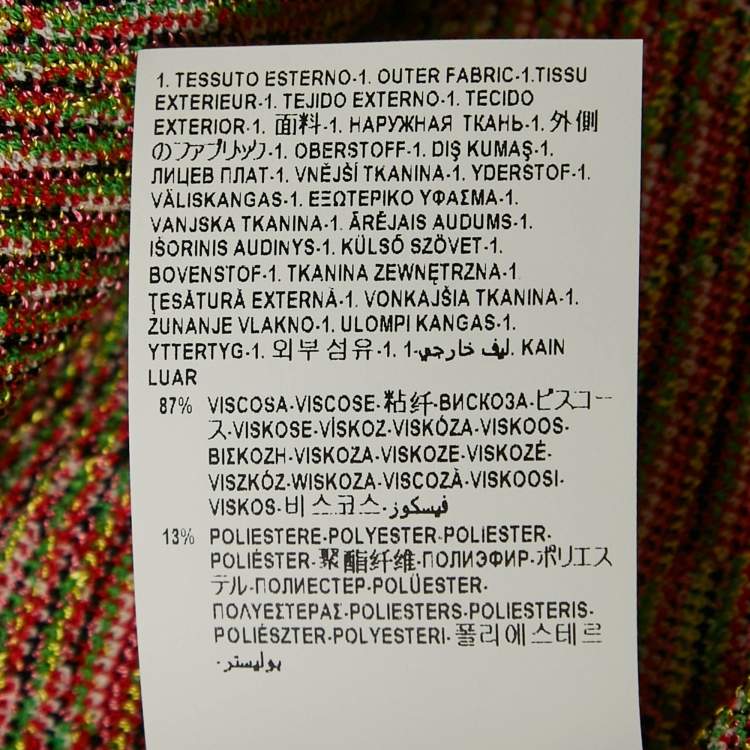 1. TESSUTO ESTERNO-1. OUTER FABRIC-1.TISSU
EXTERIEUR-1. TEJIDO EXTERNO-1. TECIDO
EXTERIOR-1. 面料-1. НАРУЖНАЯ ТКАНЬ-1. 外側
のファブリック-1. OBERSTOFF-1. DIŞ KUMAŞ-1.
ЛИЦЕВ ПЛАТ-1. VNĚJŠÍ TKANINA-1. YDERSTOF-1.
VÄLISKANGAS-1. ΕΞΩΤΕΡΙΚΟ ΥΦΑΣΜΑ-1.
VANJSKA TKANINA-1. ĀRĒJAIS AUDUMS-1.
IŠORINIS AUDINYS-1. KÜLSŐ SZÖVET-1.
BOVENSTOF-1. TKANINA ZEWNĘTRZNA-1.
ŢESĂTURĂ EXTERNĂ-1. VONKAJŠIA TKANINA-1.
ZUNANJE VLAKNO-1. ULOMPI KANGAS-1.
YTTERTYG-1. 외부 섬유-1. ليف خارجي-1. 1. KAIN
LUAR
87% VISCOSA-VISCOSE-粘纤-ВИСКОЗА-ビスコー
ス-VISKOSE-VİSKOZ-VISKÓZA-VISKOOS-
ΒΙΣΚΟΖΗ-VISKOZA-VISKOZE-VISKOZĖ-
VISZKÓZ-WISKOZA-VISCOZĂ-VISKOOSI-
VISKOS-비스코스-فيسكوز
13% POLIESTERE-POLYESTER-POLIESTER-
POLIÉSTER-聚酯纤维-ПОЛИЭФИР-ポリエス
テル-ПОЛИЕСТЕР-POLÜESTER-
ΠΟΛΥΕΣΤΕΡΑΣ-POLIESTERS-POLIESTERIS-
POLIÉSZTER-POLYESTERI-폴리에스테르
-بوليستر